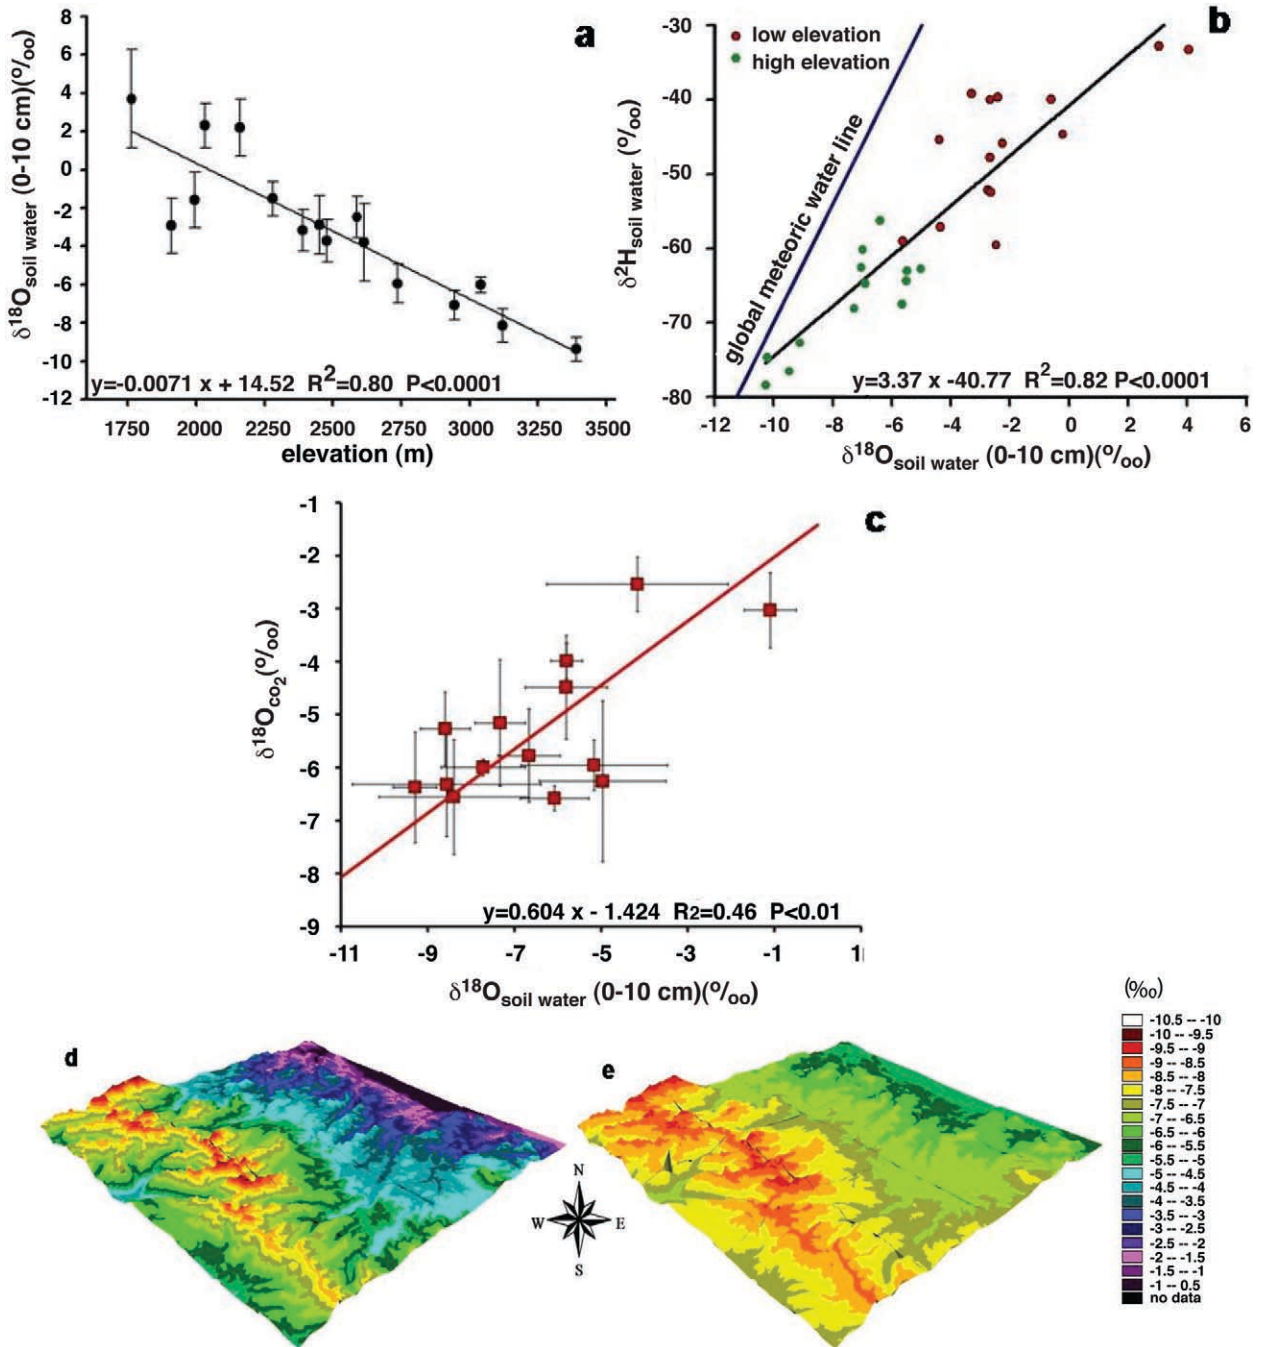 a
δ18Osoil water (0-10 cm)(‰)
8
6
4
2
0
-2
-4
-6
-8
-10
-12
y=-0.0071 x + 14.52 R2=0.80 P<0.0001
1750 2000 2250 2500 2750 3000 3250 3500
elevation (m)
b
low elevation
high elevation
global meteoric water line
δ2Hsoil water (‰)
-30
-40
-50
-60
-70
-80
y=3.37 x -40.77 R2=0.82 P<0.0001
-12 -10 -8 -6 -4 -2 0 2 4 6
δ18Osoil water (0-10 cm)(‰)
c
δ18Oco2(‰)
-1
-2
-3
-4
-5
-6
-7
-8
-9
y=0.604 x - 1.424 R2=0.46 P<0.01
-11 -9 -7 -5 -3 -1 1
δ18Osoil water (0-10 cm)(‰)
d
e
N
W E
S
(‰)
-10.5 -- -10
-10 -- -9.5
-9.5 -- -9
-9 -- -8.5
-8.5 -- -8
-8 -- -7.5
-7.5 -- -7
-7 -- -6.5
-6.5 -- -6
-6 -- -5.5
-5.5 -- -5
-5 -- -4.5
-4.5 -- -4
-4 -- -3.5
-3.5 -- -3
-3 -- -2.5
-2.5 -- -2
-2 -- -1.5
-1.5 -- -1
-1 -- 0.5
no data